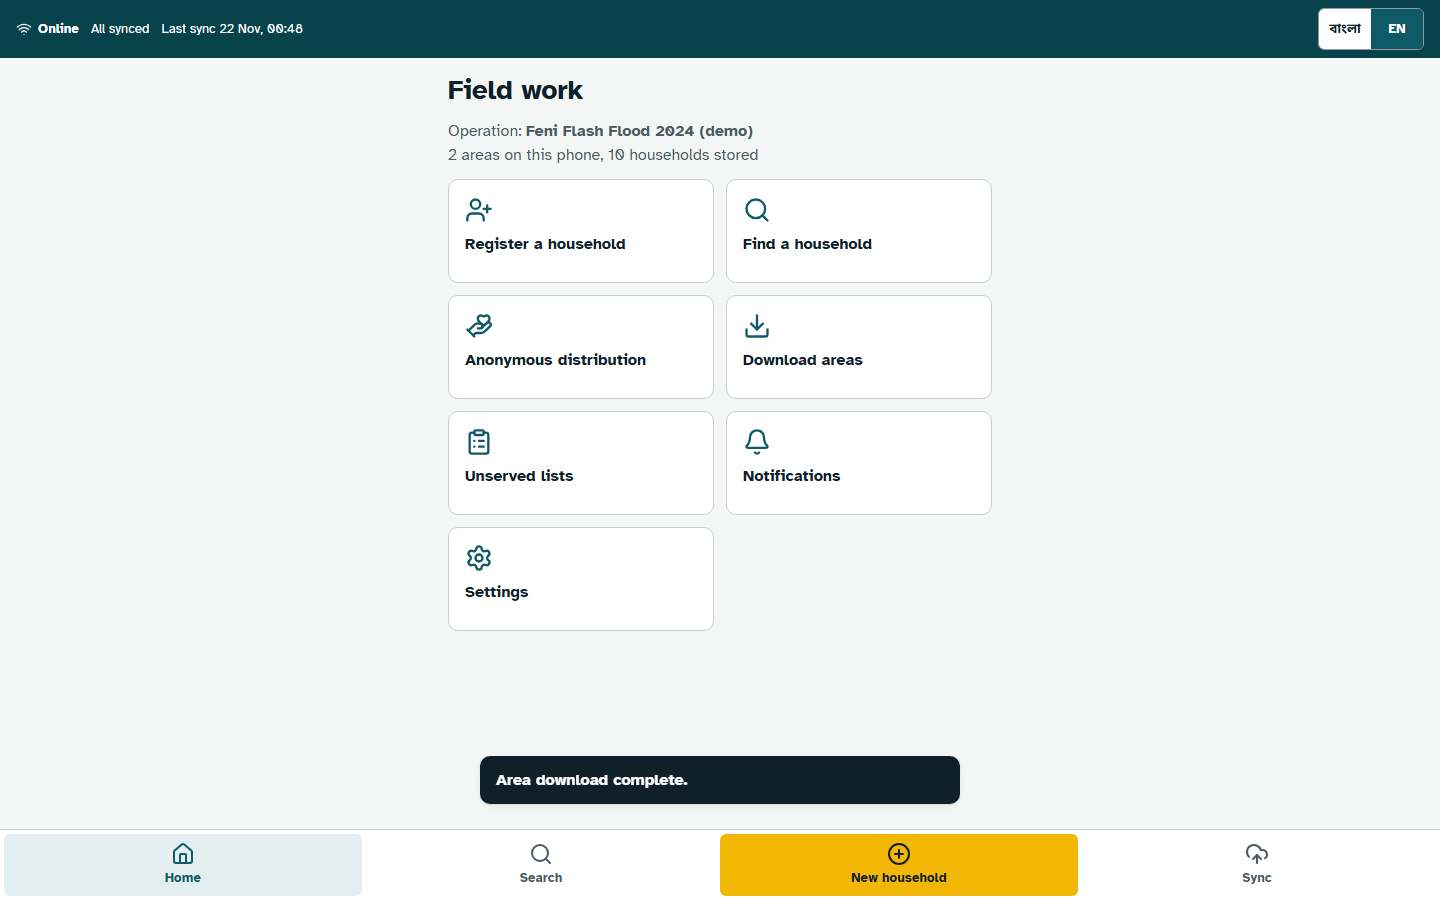 Online All synced Last sync 22 Nov, 00:48
বাংলা EN
Field work
Operation: Feni Flash Flood 2024 (demo)
2 areas on this phone, 10 households stored
Register a household
Find a household
Anonymous distribution
Download areas
Unserved lists
Notifications
Settings
Area download complete.
Home
Search
New household
Sync